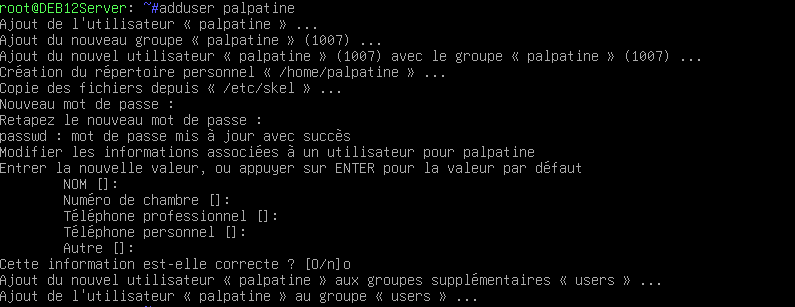 root@DEB12Server: ~#adduser palpatine
Ajout de l'utilisateur « palpatine » ...
Ajout du nouveau groupe « palpatine » (1007) ...
Ajout du nouvel utilisateur « palpatine » (1007) avec le groupe « palpatine » (1007) ...
Création du répertoire personnel « /home/palpatine » ...
Copie des fichiers depuis « /etc/skel » ...
Nouveau mot de passe :
Retapez le nouveau mot de passe :
passwd : mot de passe mis à jour avec succès
Modifier les informations associées à un utilisateur pour palpatine
Entrer la nouvelle valeur, ou appuyer sur ENTER pour la valeur par défaut
NOM []:
Numéro de chambre []:
Téléphone professionnel []:
Téléphone personnel []:
Autre []:
Cette information est-elle correcte ? [O/n]o
Ajout du nouvel utilisateur « palpatine » aux groupes supplémentaires « users » ...
Ajout de l'utilisateur « palpatine » au groupe « users » ...